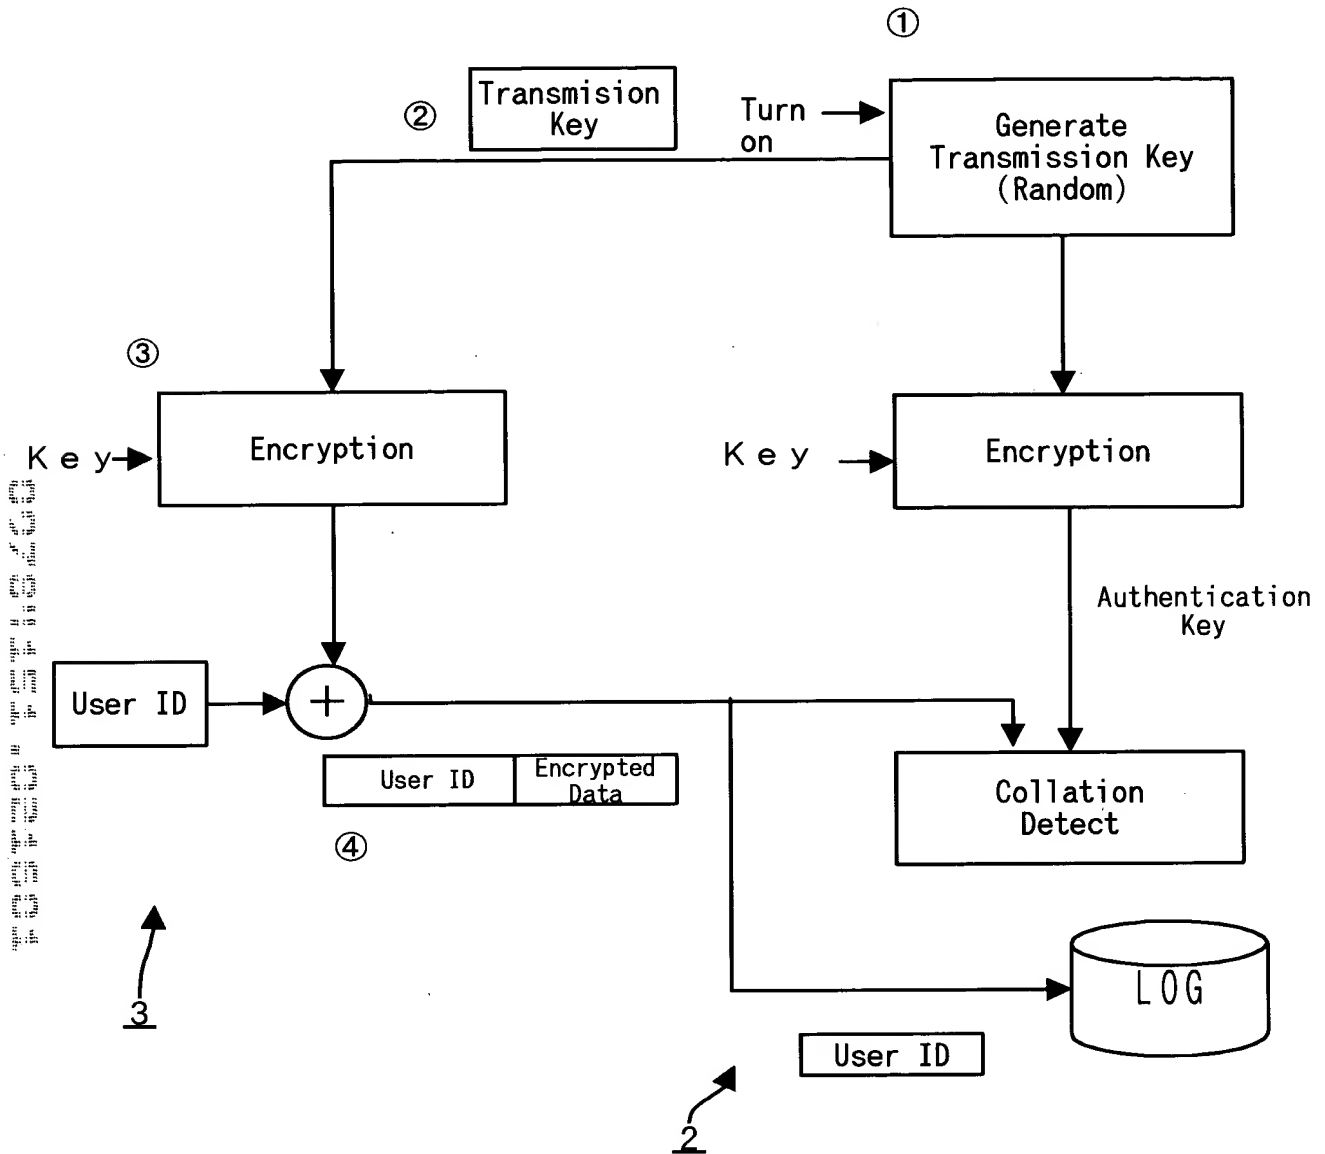 ①
Transmision
Key
②
Turn
on
Generate
Transmission Key
(Random)
③
Key
Encryption
Key
Encryption
Authentication
Key
User ID
+
User ID
Encrypted
Data
④
Collation
Detect
LOG
User ID
3
2